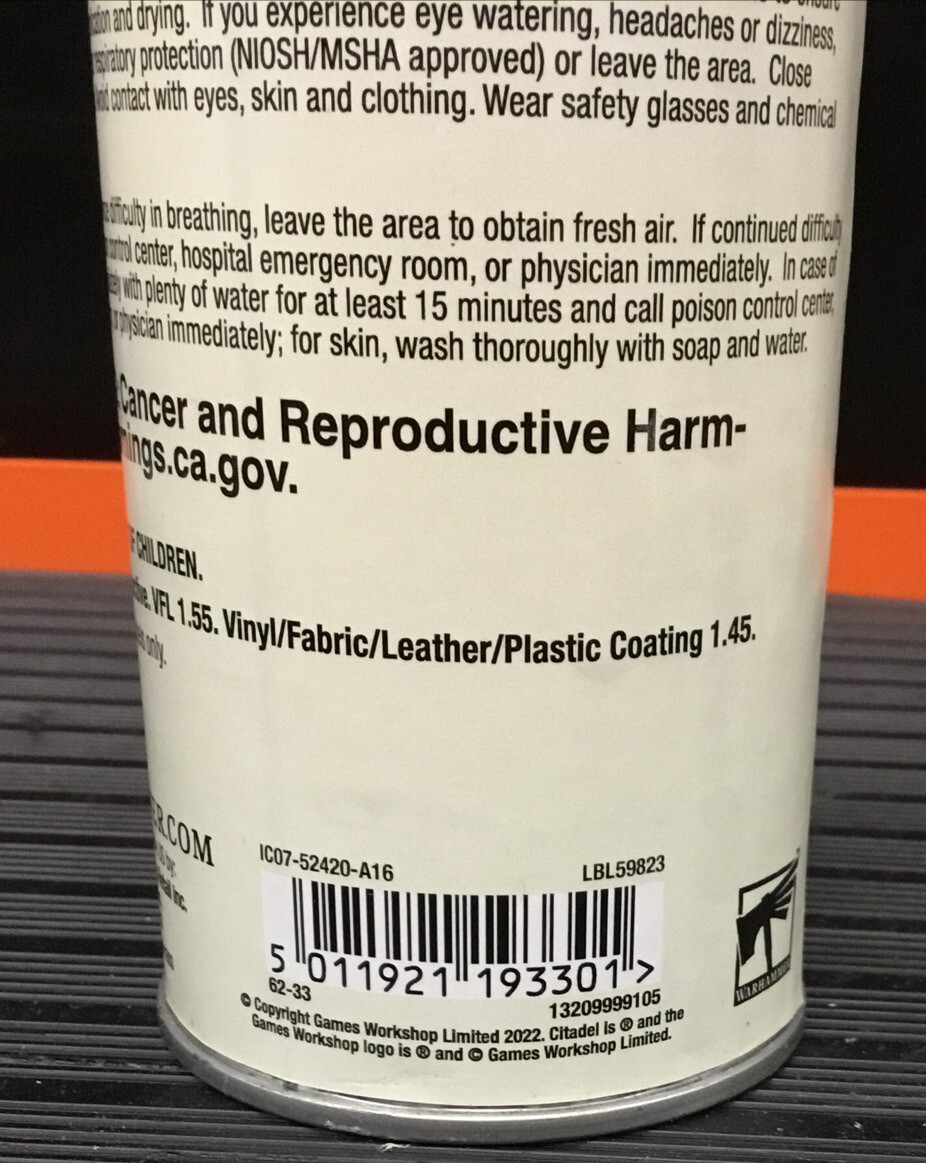 and drying. If you experience eye watering, headaches or dizziness,
protection (NIOSH/MSHA approved) or leave the area. Close
contact with eyes, skin and clothing. Wear safety glasses and chemical
difficulty in breathing, leave the area to obtain fresh air. If continued difficulty
control center, hospital emergency room, or physician immediately. In case of
with plenty of water for at least 15 minutes and call poison control center,
physician immediately; for skin, wash thoroughly with soap and water.
Cancer and Reproductive Harm-
ngs.ca.gov.
CHILDREN.
VFL 1.55. Vinyl/Fabric/Leather/Plastic Coating 1.45.
only.
R.COM
IC07-52420-A16
LBL59823
inc.
5 011921 193301 >
62-33
13209999105
© Copyright Games Workshop Limited 2022. Citadel is ® and the
Games Workshop logo is ® and © Games Workshop Limited.
WARHAMMER